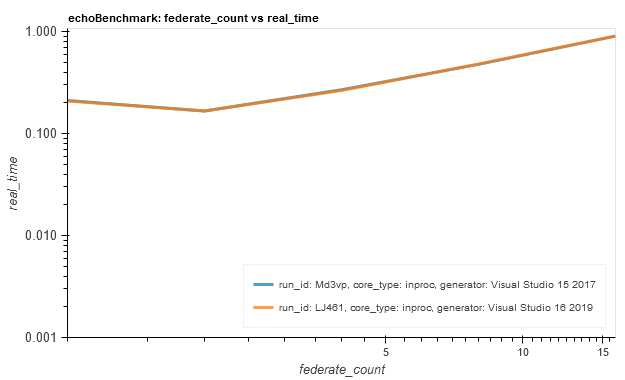 echoBenchmark: federate_count vs real_time
1.000
0.100
0.010
0.001
real_time
run_id: Md3vp, core_type: inproc, generator: Visual Studio 15 2017
run_id: LJ461, core_type: inproc, generator: Visual Studio 16 2019
5
10
15
federate_count